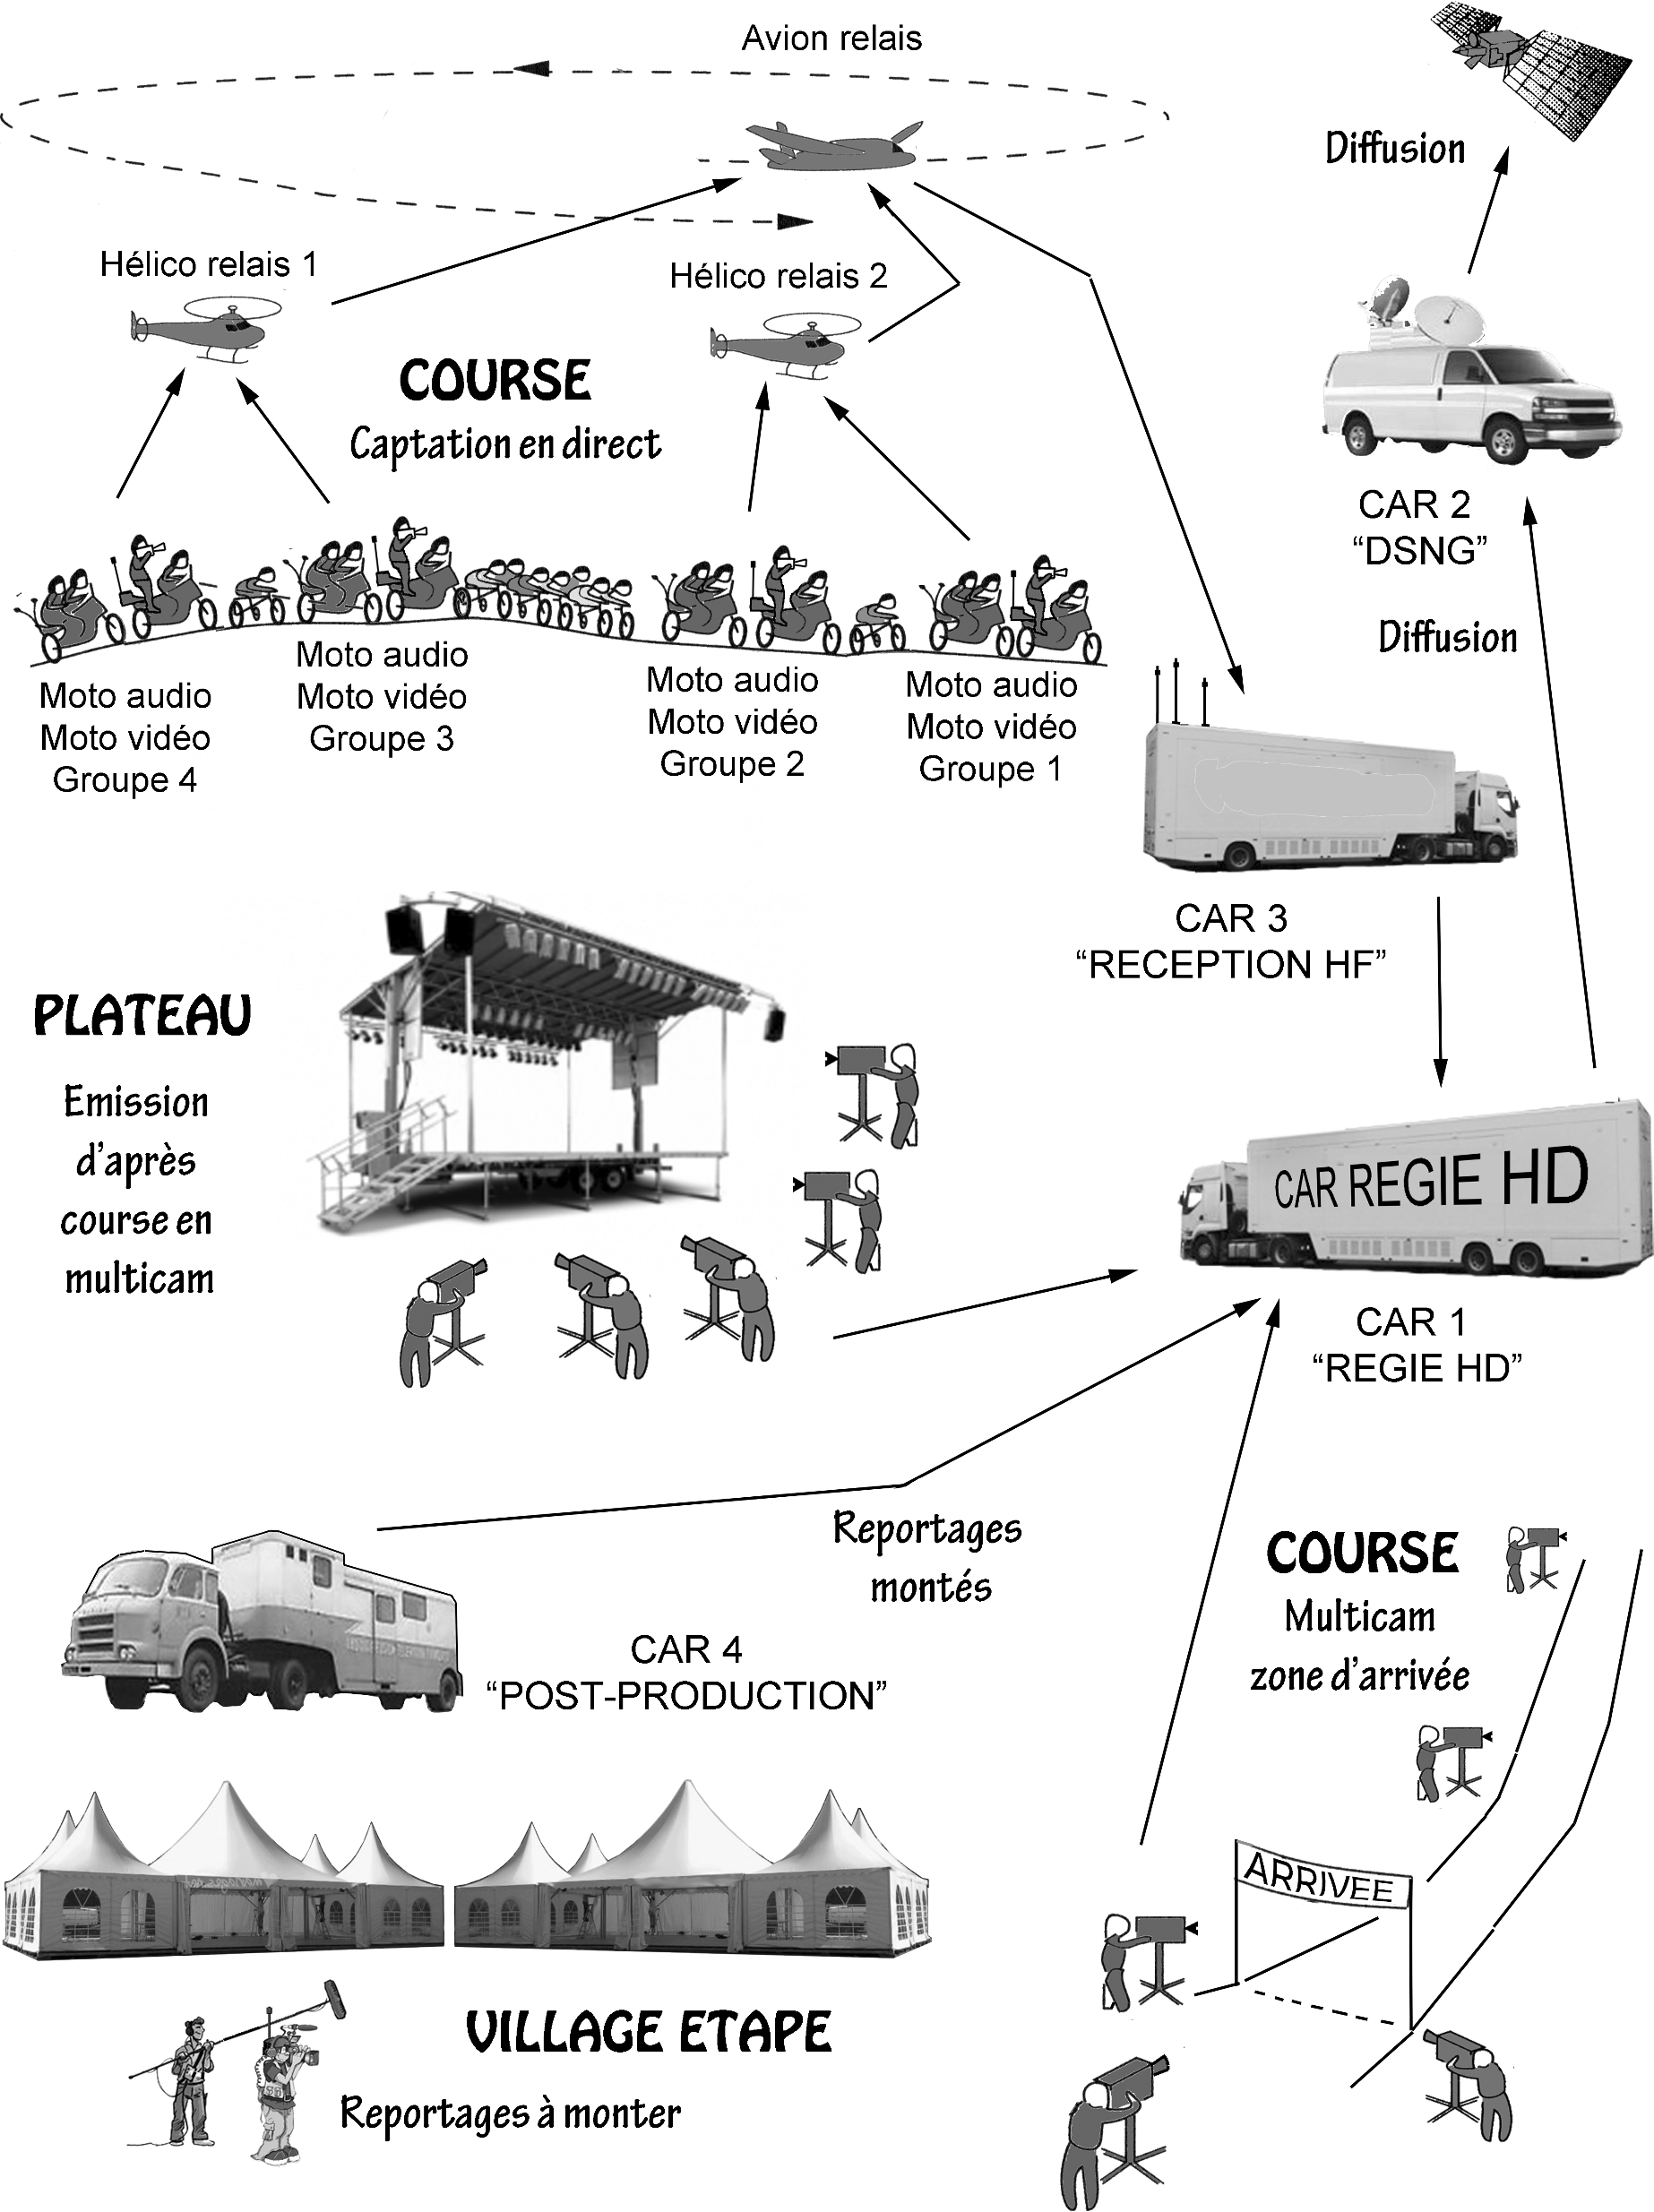 Avion relais
Diffusion
Hélico relais 1
Hélico relais 2
COURSE
Captation en direct
CAR 2
“DSNG”
Diffusion
Moto audio
Moto vidéo
Groupe 4
Moto audio
Moto vidéo
Groupe 3
Moto audio
Moto vidéo
Groupe 2
Moto audio
Moto vidéo
Groupe 1
CAR 3
“RECEPTION HF”
PLATEAU
Emission
d'après
course en
multicam
CAR REGIE HD
CAR 1
“REGIE HD”
Reportages
montés
CAR 4
“POST-PRODUCTION”
COURSE
Multicam
zone d'arrivée
ARRIVEE
VILLAGE ETAPE
Reportages à monter